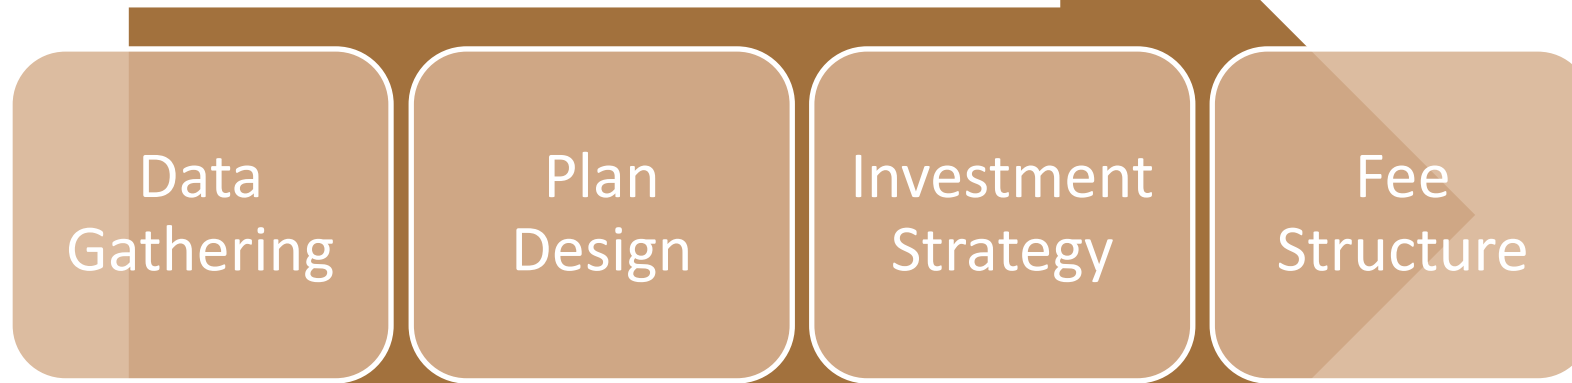 Data
Gathering
Plan
Design
Investment
Strategy
Fee
Structure